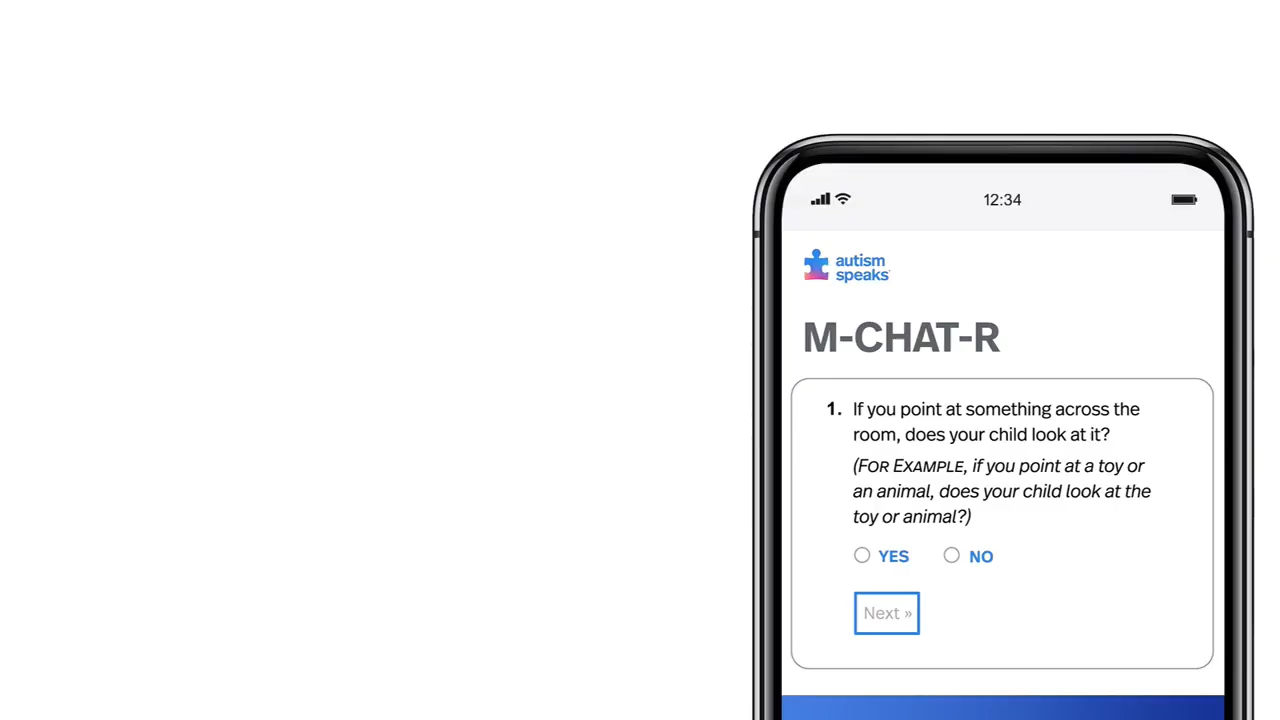 12:34
autism
speaks
M-CHAT-R
1. If you point at something across the
room, does your child look at it?
(FOR EXAMPLE, if you point at a toy or
an animal, does your child look at the
toy or animal?)
YES NO
Next »